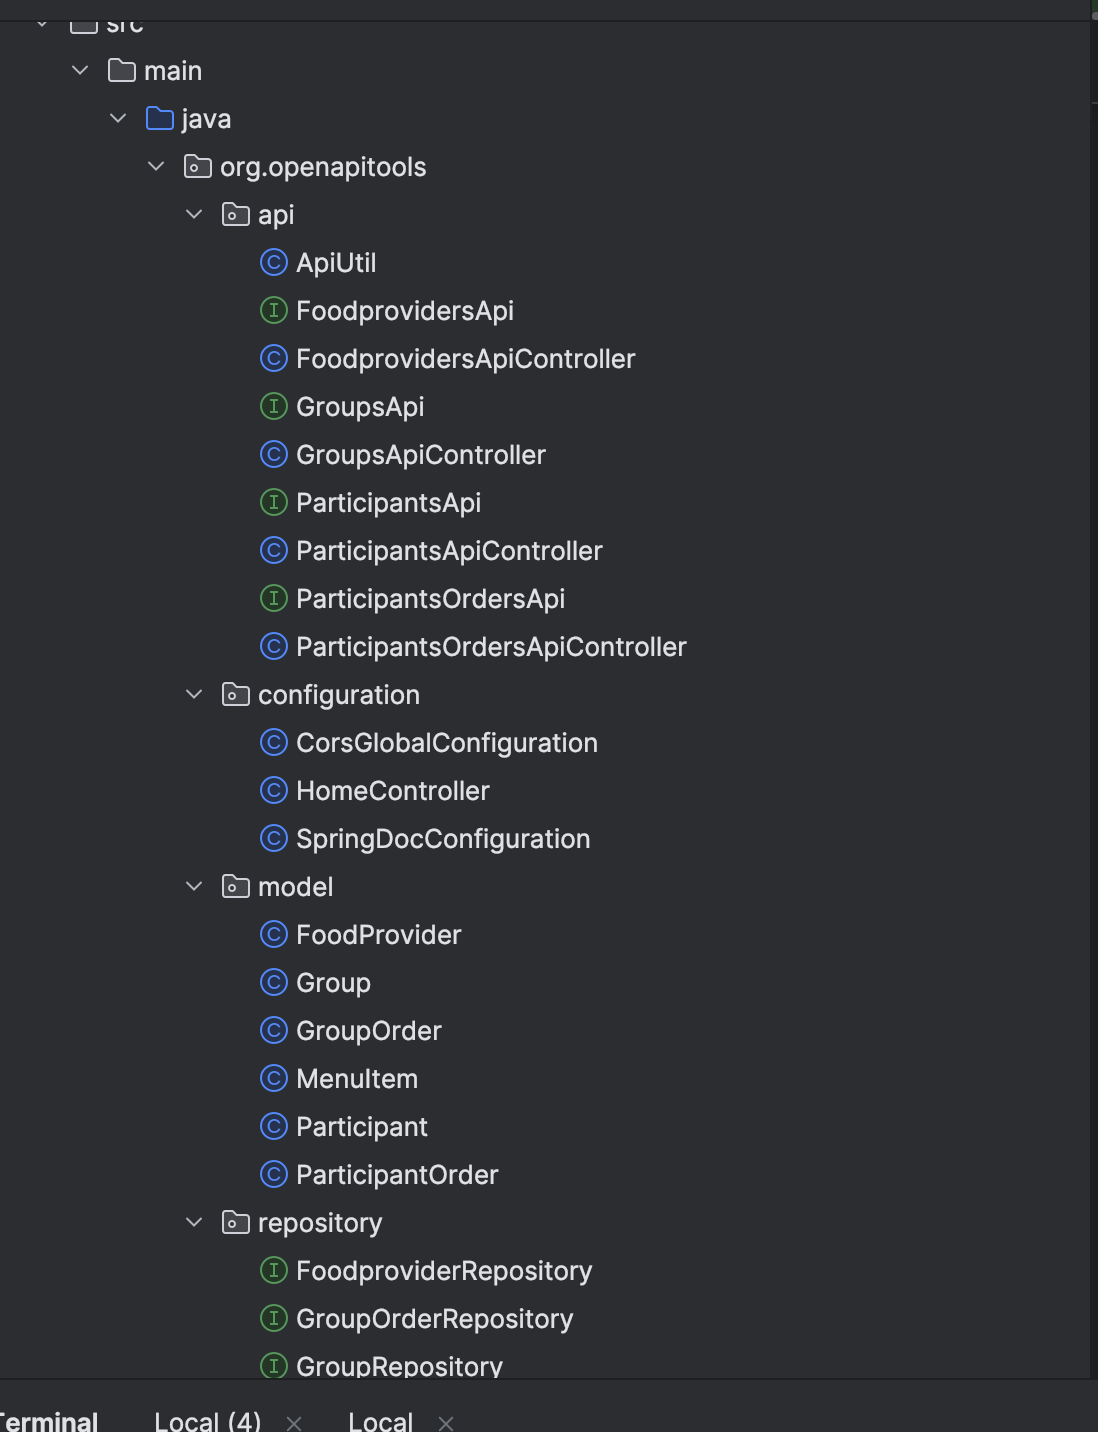 src
main
java
org.openapitools
api
ApiUtil
FoodprovidersApi
FoodprovidersApiController
GroupsApi
GroupsApiController
ParticipantsApi
ParticipantsApiController
ParticipantsOrdersApi
ParticipantsOrdersApiController
configuration
CorsGlobalConfiguration
HomeController
SpringDocConfiguration
model
FoodProvider
Group
GroupOrder
MenuItem
Participant
ParticipantOrder
repository
FoodproviderRepository
GroupOrderRepository
GroupRepository
Terminal Local (4) × Local ×